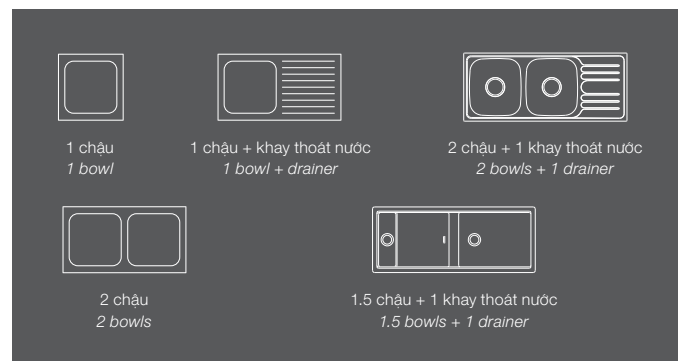 1 chậu
1 bowl
1 chậu + khay thoát nước
1 bowl + drainer
2 chậu + 1 khay thoát nước
2 bowls + 1 drainer
2 chậu
2 bowls
1.5 chậu + 1 khay thoát nước
1.5 bowls + 1 drainer